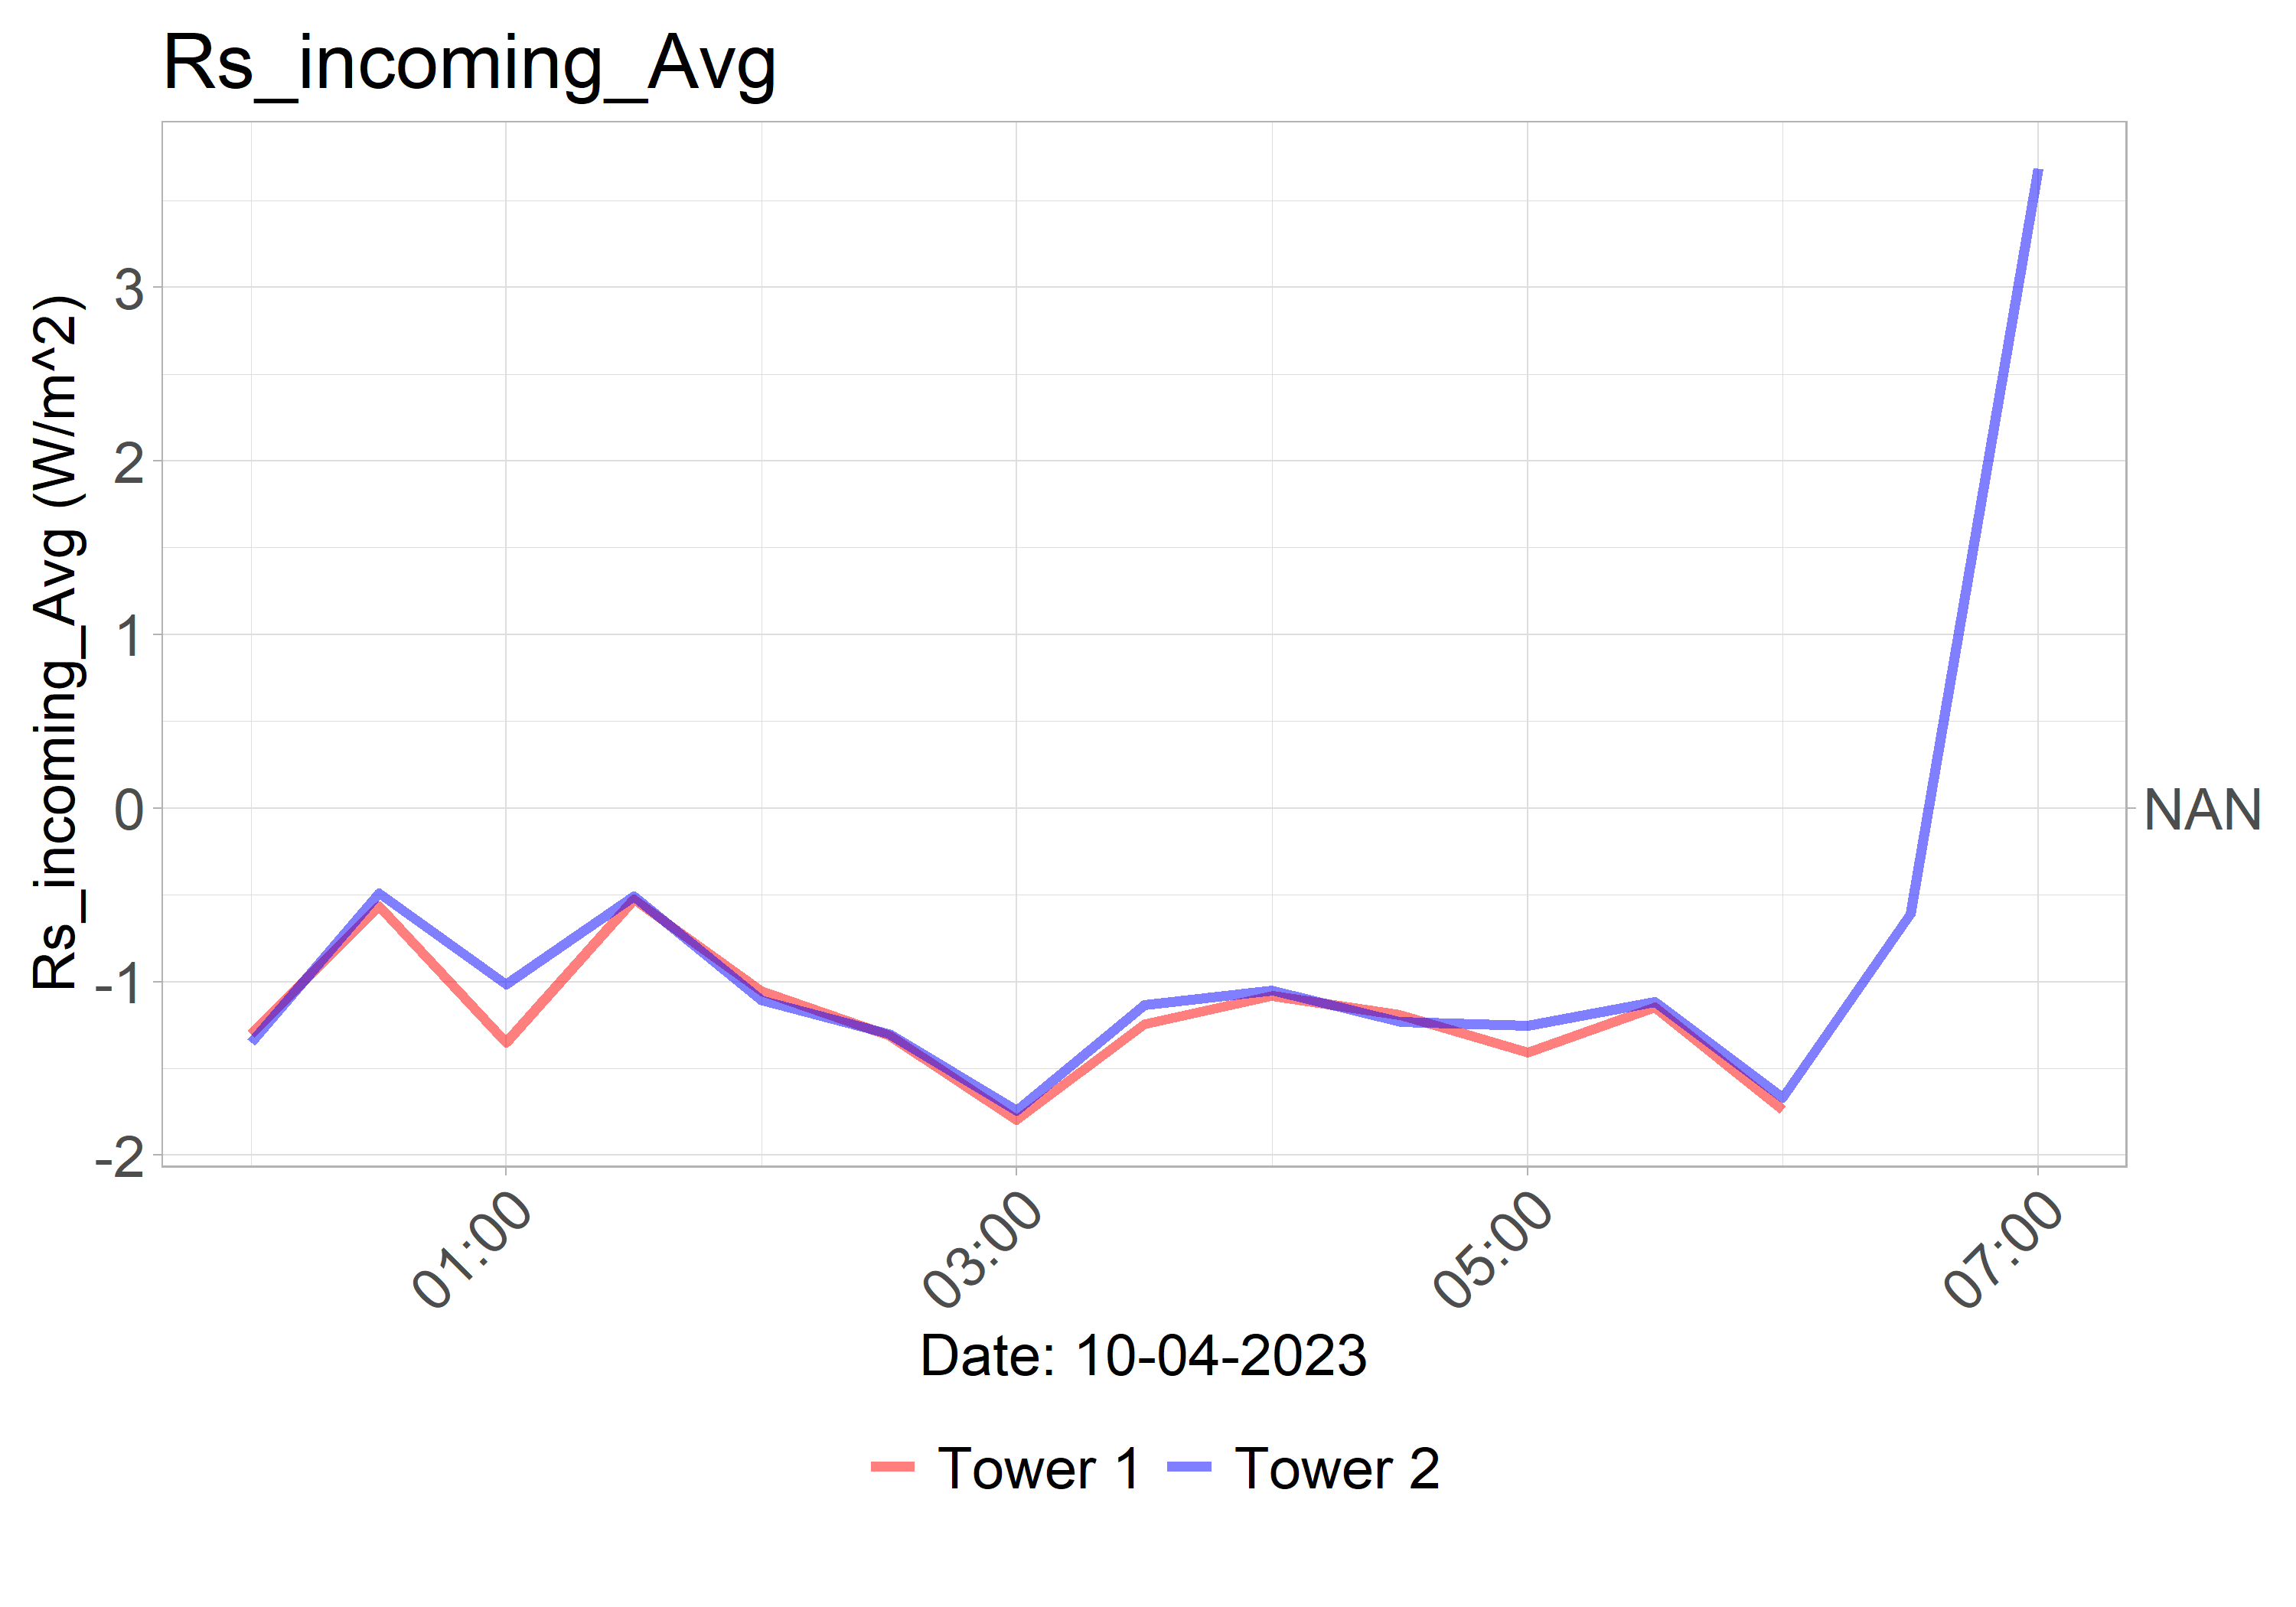 Rs_incoming_Avg
Rs_incoming_Avg (W/m^2)
3
2
1
0
-1
-2
NAN
01:00
03:00
05:00
07:00
Date: 10-04-2023
Tower 1
Tower 2